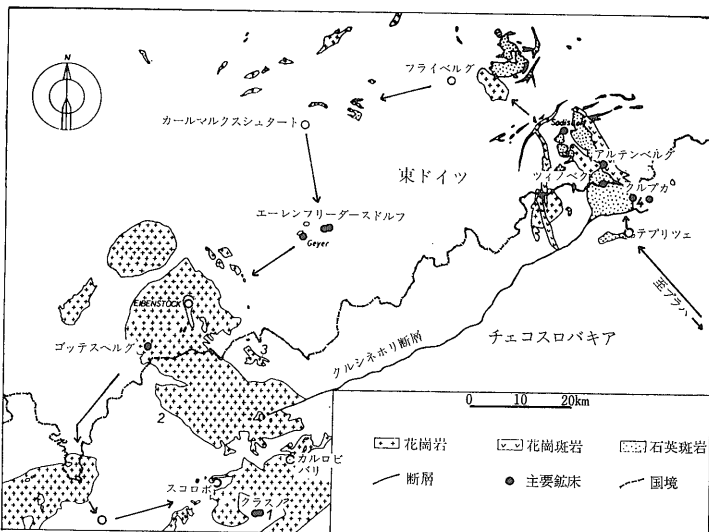 N
フライベルグ
カールマルクスシュタート
Sadisdorf
アルテンベルグ
東ドイツ
ツィノベク
クルプカ
4
エーレンフリーダースドルフ
Geyer
テプリツェ
至プラハ
EIBENSTOCK
ゴッテスヘルグ
3
クルシネホリ断層
チェコスロバキア
2
0 10 20km
カルロビ
バリ
スコロボ
クラスノ
1
花崗岩
花崗斑岩
石英斑岩
断層
主要鉱床
国境